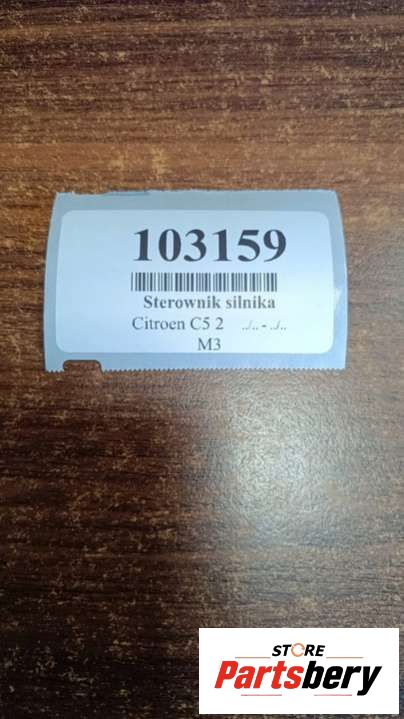 103159
Sterownik silnika
Citroen C5 2 ../.. - ../..
M3
STORE
Partsbery